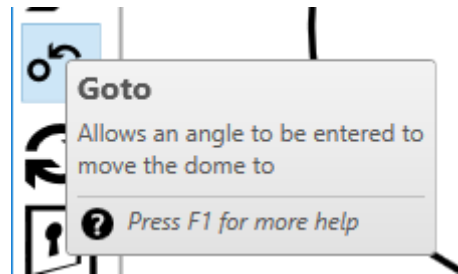 Goto
Allows an angle to be entered to
move the dome to
Press F1 for more help